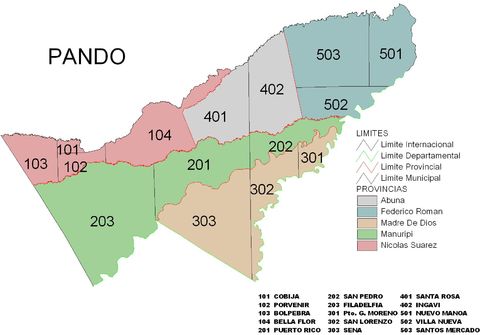 PANDO
503
501
402
401
502
104
101
103
102
202
201
301
302
203
303
LIMITES
Limite Internacional
Limite Departamental
Limite Provincial
Limite Municipal
PROVINCIAS
Abuna
Federico Roman
Madre De Dios
Manuripi
Nicolas Suarez
101 COBIJA 202 SAN PEDRO 401 SANTA ROSA
102 PORVENIR 203 FILADELFIA 402 INGAVI
103 BOLPEBRA 301 Pto. G. MORENO 501 NUEVO MANOA
104 BELLA FLOR 302 SAN LORENZO 502 VILLA NUEVA
201 PUERTO RICO 303 SENA 503 SANTOS MERCADO